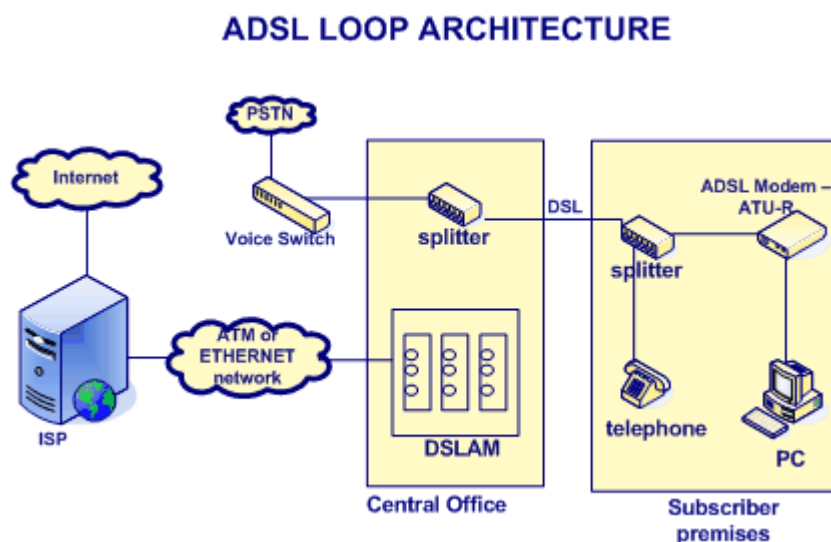 ADSL LOOP ARCHITECTURE
PSTN
Internet
Voice Switch
splitter
DSL
ADSL Modem –
ATU-R
splitter
ATM or
ETHERNET
network
ISP
DSLAM
telephone
PC
Central Office
Subscriber
premises